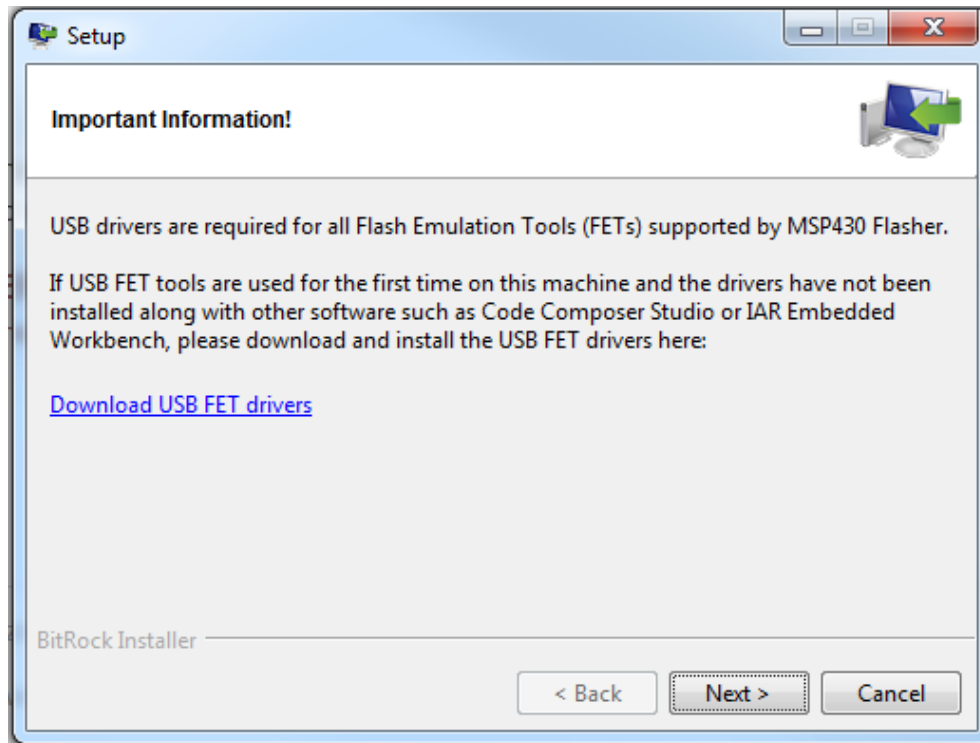 Setup
Important Information!
USB drivers are required for all Flash Emulation Tools (FETs) supported by MSP430 Flasher.
If USB FET tools are used for the first time on this machine and the drivers have not been
installed along with other software such as Code Composer Studio or IAR Embedded
Workbench, please download and install the USB FET drivers here:
Download USB FET drivers
BitRock Installer
< Back Next > Cancel